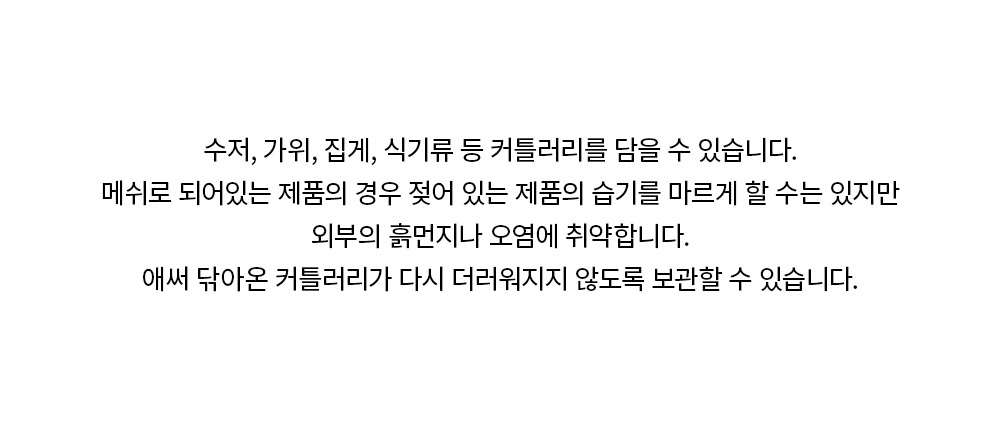 수저, 가위, 집게, 식기류 등 커틀러리를 담을 수 있습니다.
메쉬로 되어있는 제품의 경우 젖어 있는 제품의 습기를 마르게 할 수는 있지만
외부의 흙먼지나 오염에 취약합니다.
애써 닦아온 커틀러리가 다시 더러워지지 않도록 보관할 수 있습니다.